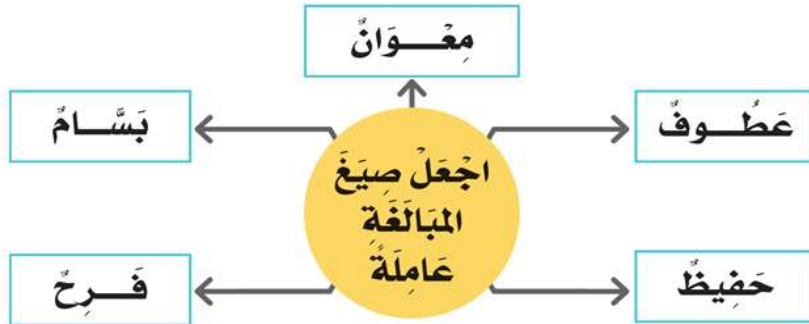 مِعْـــوَانٌ
عَطُـــوفٌ
بَسَّـــامٌ
اجْعَلْ صِيَغَ
المَبَالَغَةِ
عَامِلَةً
حَفِيظٌ
فَـــرِحٌ